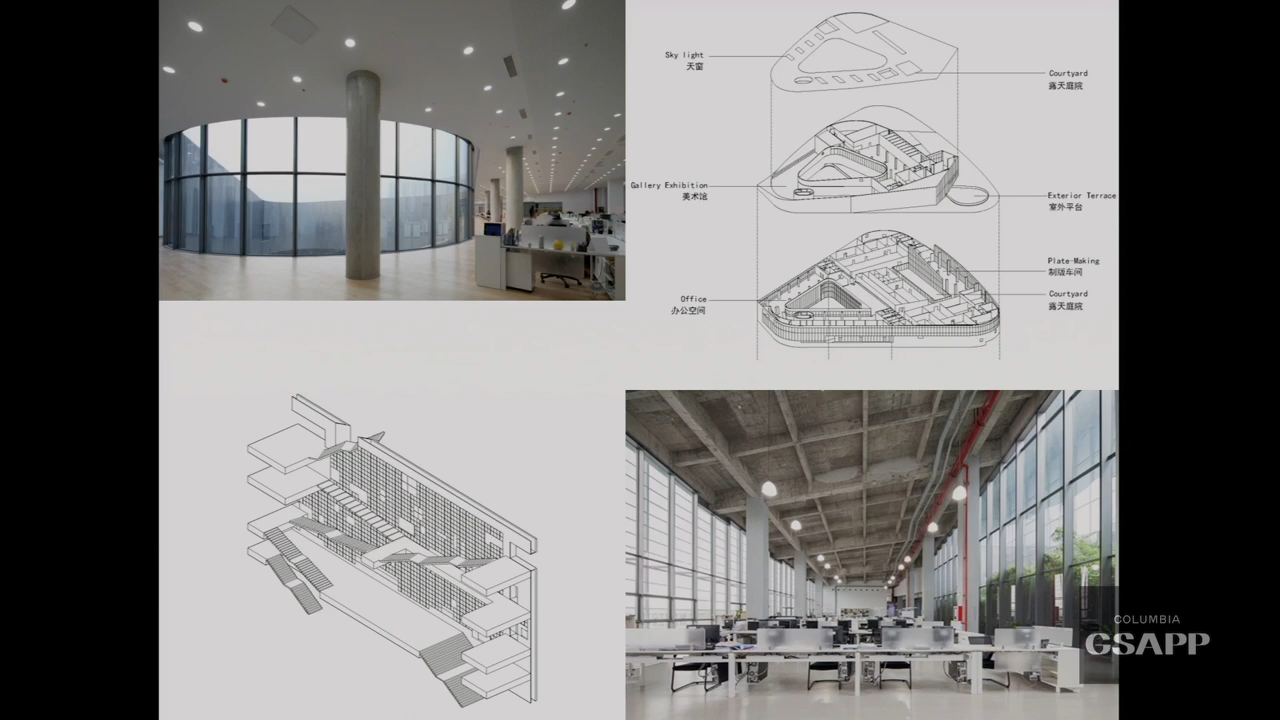 Sky light
天窗
Courtyard
露天庭院
Gallery Exhibition
美术馆
Exterior Terrace
室外平台
Plate-Making
制版车间
Office
办公空间
Courtyard
露天庭院
COLUMBIA
GSAPP